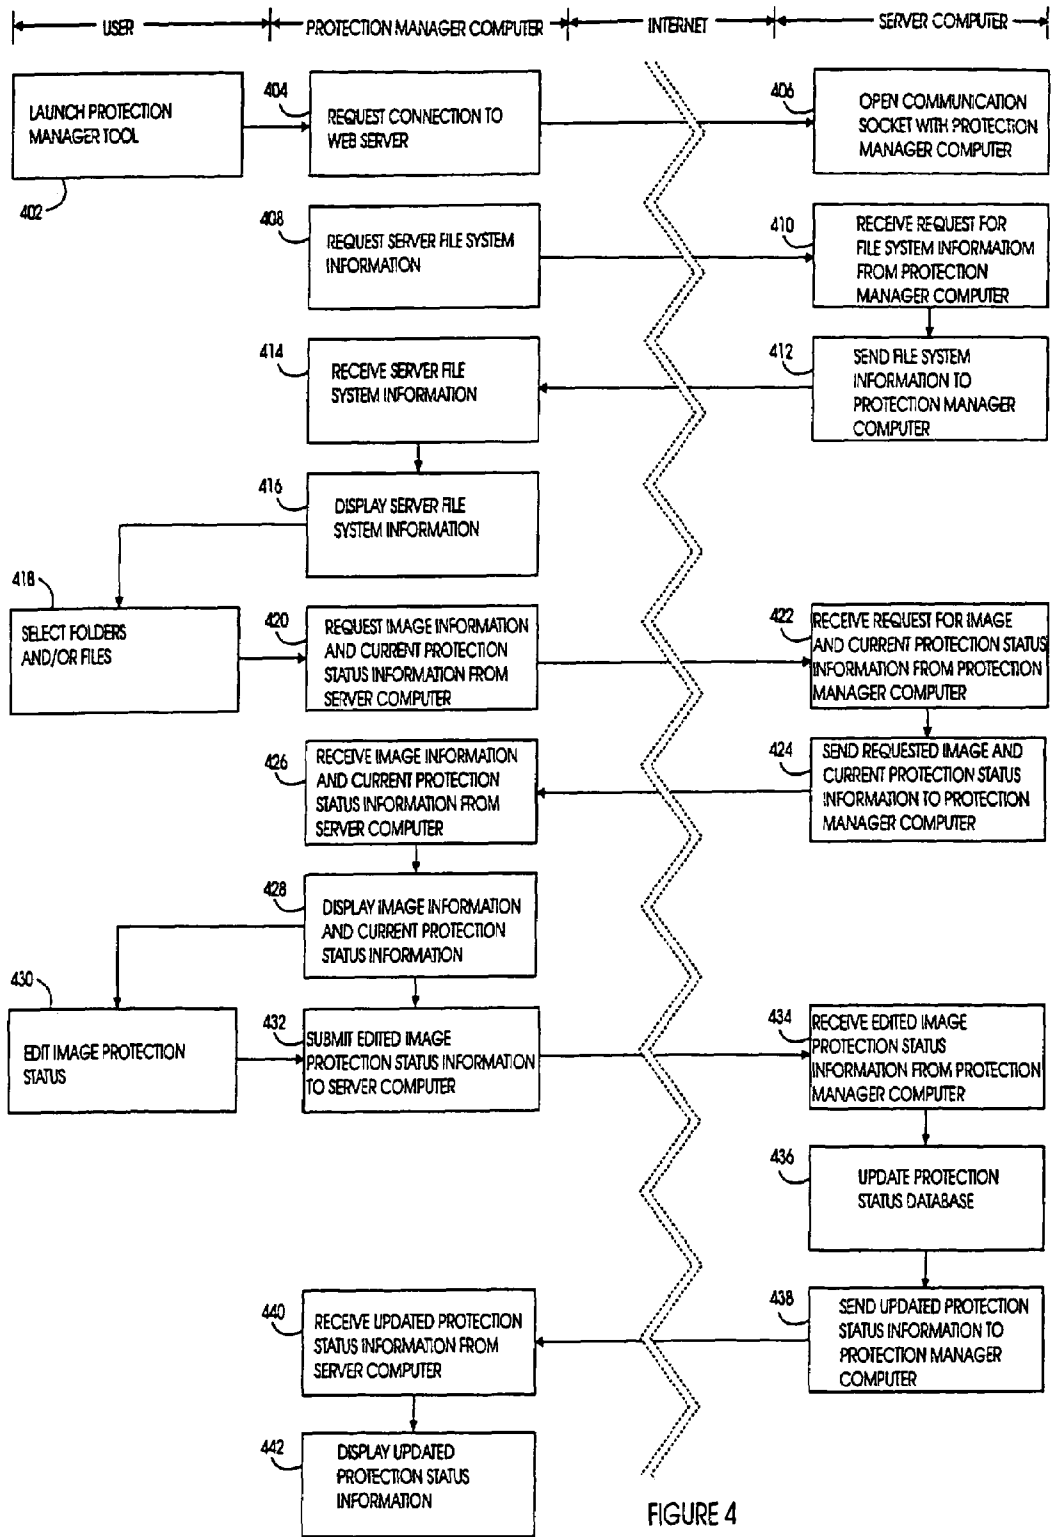 USER PROTECTION MANAGER COMPUTER INTERNET SERVER COMPUTER
402
LAUNCH PROTECTION
MANAGER TOOL
404
REQUEST CONNECTION TO
WEB SERVER
406
OPEN COMMUNICATION
SOCKET WITH PROTECTION
MANAGER COMPUTER
408
REQUEST SERVER FILE SYSTEM
INFORMATION
410
RECEIVE REQUEST FOR
FILE SYSTEM INFORMATIOM
FROM PROTECTION
MANAGER COMPUTER
412
SEND FILE SYSTEM
INFORMATION TO
PROTECTION MANAGER
COMPUTER
414
RECEIVE SERVER FILE
SYSTEM INFORMATION
416
DISPLAY SERVER FILE
SYSTEM INFORMATION
418
SELECT FOLDERS
AND/OR FILES
420
REQUEST IMAGE INFORMATION
AND CURRENT PROTECTION
STATUS INFORMATION FROM
SERVER COMPUTER
422
RECEIVE REQUEST FOR IMAGE
AND CURRENT PROTECTION STATUS
INFORMATION FROM PROTECTION
MANAGER COMPUTER
424
SEND REQUESTED IMAGE AND
CURRENT PROTECTION STATUS
INFORMATION TO PROTECTION
MANAGER COMPUTER
426
RECEIVE IMAGE INFORMATION
AND CURRENT PROTECTION
STATUS INFORMATION FROM
SERVER COMPUTER
428
DISPLAY IMAGE INFORMATION
AND CURRENT PROTECTION
STATUS INFORMATION
430
EDIT IMAGE PROTECTION
STATUS
432
SUBMIT EDITED IMAGE
PROTECTION STATUS INFORMATION
TO SERVER COMPUTER
434
RECEIVE EDITED IMAGE
PROTECTION STATUS
INFORMATION FROM PROTECTION
MANAGER COMPUTER
436
UPDATE PROTECTION
STATUS DATABASE
438
SEND UPDATED PROTECTION
STATUS INFORMATION TO
PROTECTION MANAGER
COMPUTER
440
RECEIVE UPDATED PROTECTION
STATUS INFORMATION FROM
SERVER COMPUTER
442
DISPLAY UPDATED
PROTECTION STATUS
INFORMATION
FIGURE 4